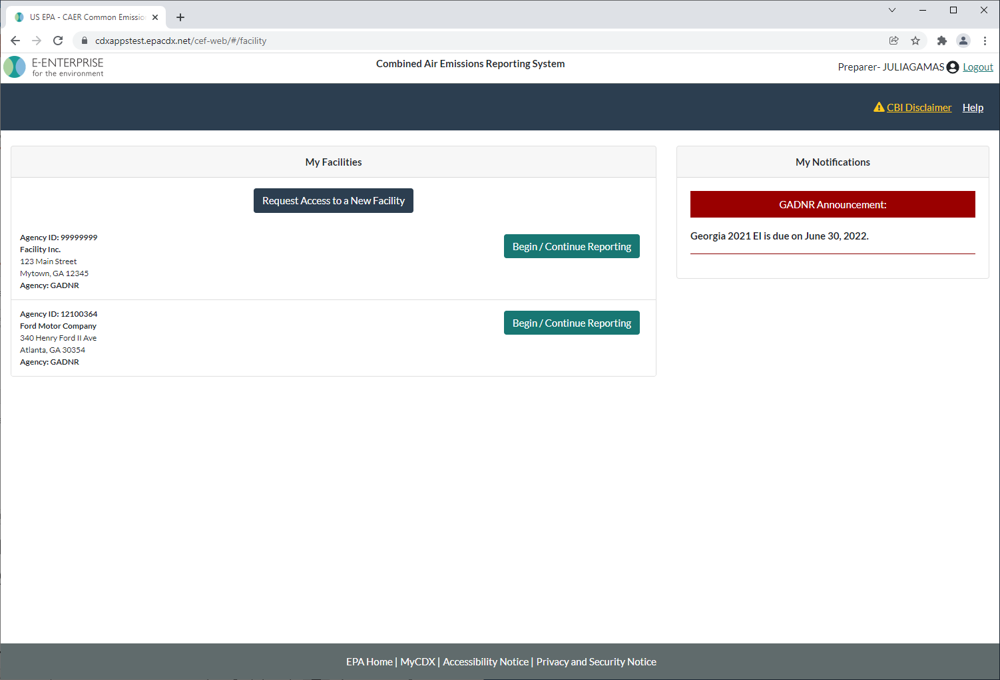 US EPA - CAER Common Emissio
cdxappstest.epacdx.net/cef-web/#/facility
E-ENTERPRISE
for the environment
Combined Air Emissions Reporting System
Preparer- JULIAGAMAS Logout
CBI Disclaimer Help
My Facilities
Request Access to a New Facility
Agency ID: 99999999
Facility Inc.
123 Main Street
Mytown, GA 12345
Agency: GADNR
Begin / Continue Reporting
Agency ID: 12100364
Ford Motor Company
340 Henry Ford II Ave
Atlanta, GA 30354
Agency: GADNR
Begin / Continue Reporting
My Notifications
GADNR Announcement:
Georgia 2021 EI is due on June 30, 2022.
EPA Home | MyCDX | Accessibility Notice | Privacy and Security Notice